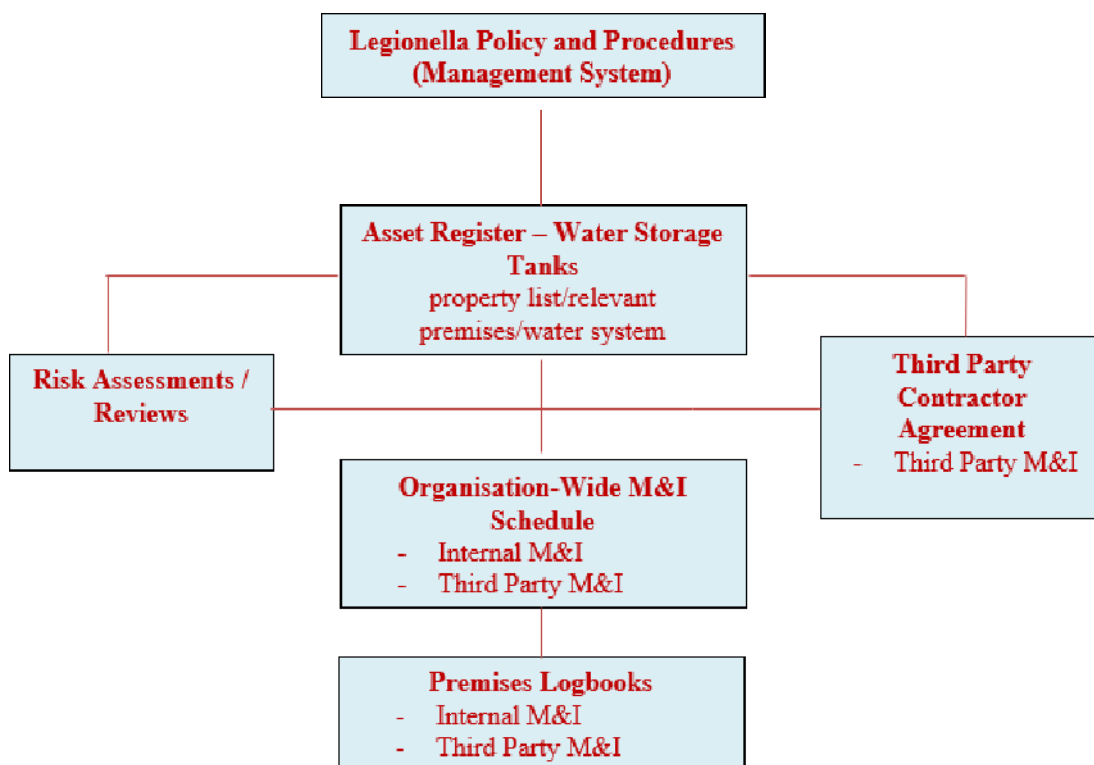 Legionella Policy and Procedures
(Management System)
Asset Register – Water Storage
Tanks
property list/relevant
premises/water system
Risk Assessments /
Reviews
Third Party
Contractor
Agreement
- Third Party M&I
Organisation-Wide M&I
Schedule
- Internal M&I
- Third Party M&I
Premises Logbooks
- Internal M&I
- Third Party M&I